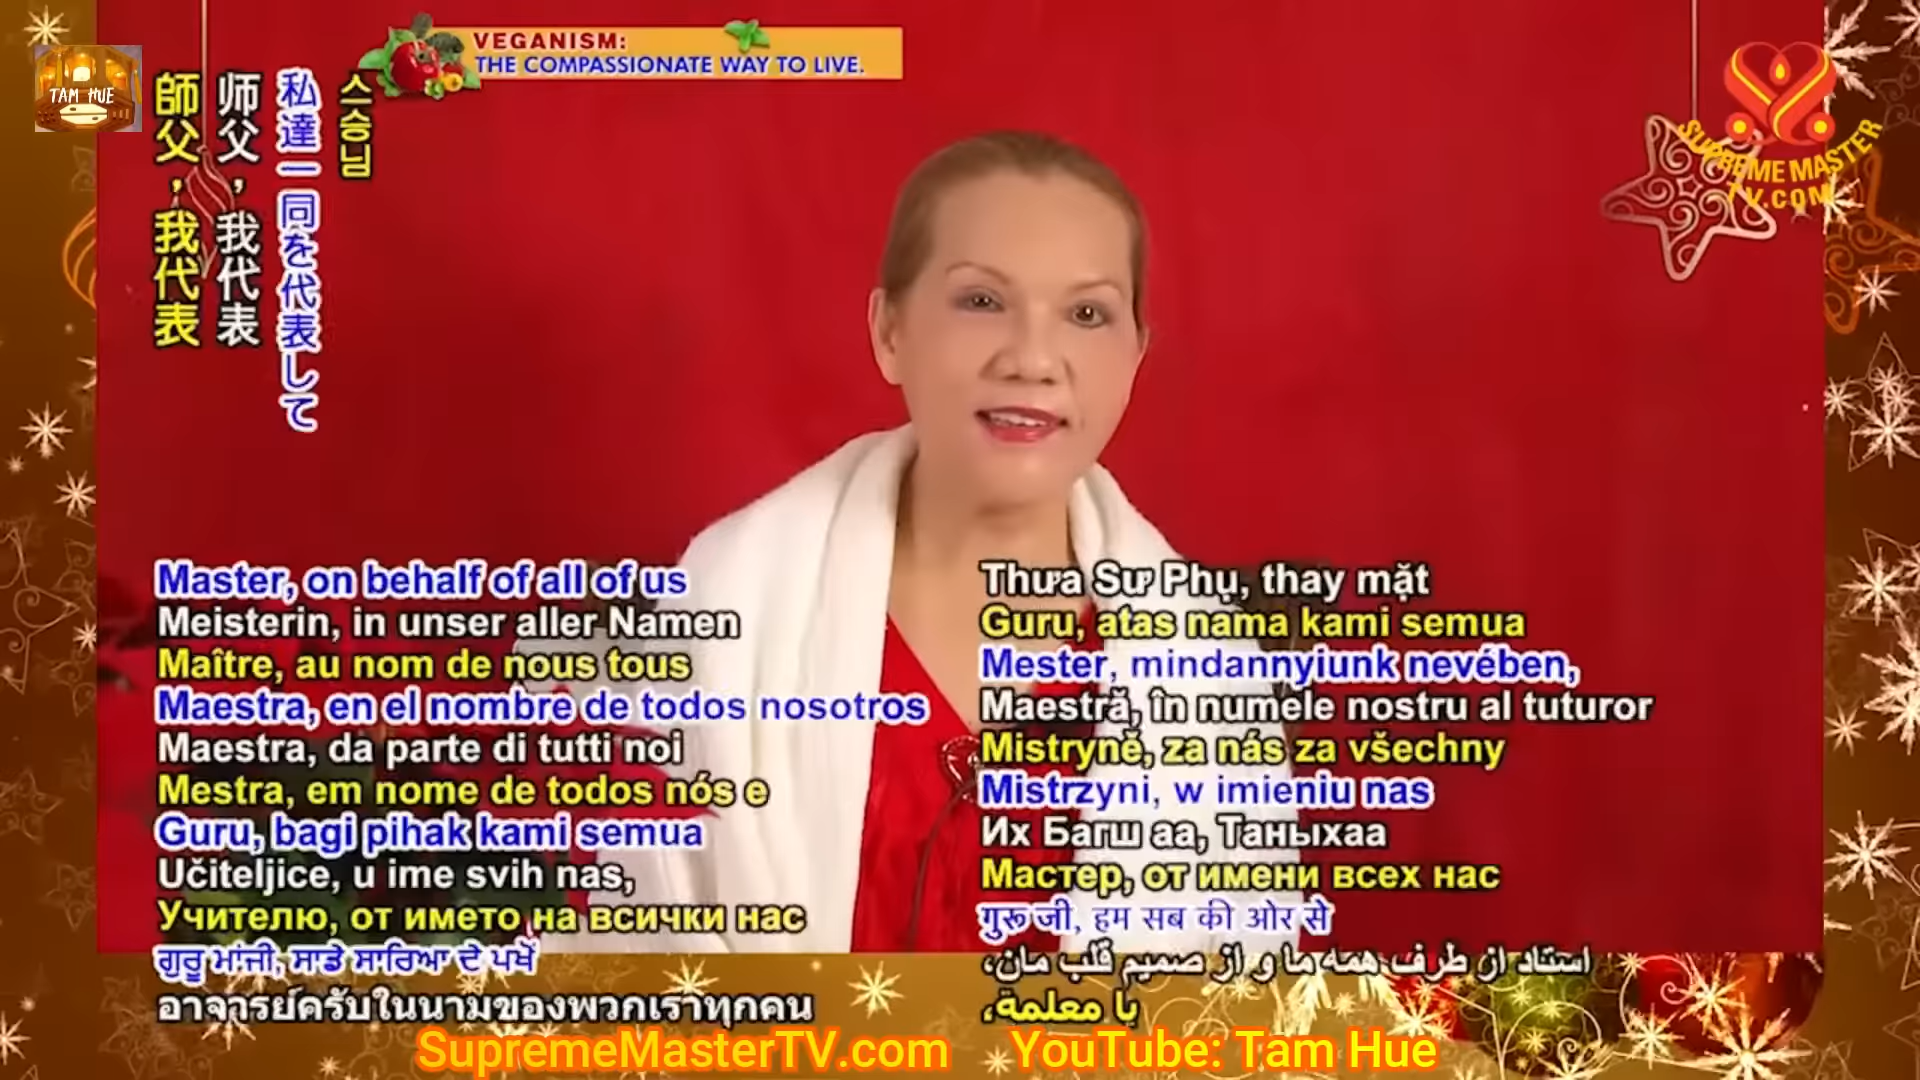 VEGANISM:
THE COMPASSIONATE WAY TO LIVE.
TAM HUE
SUPREME MASTER
TV.COM
師父，我代表
师父，我代表
私達一同を代表して
스승님
Master, on behalf of all of us
Meisterin, in unser aller Namen
Maître, au nom de nous tous
Maestra, en el nombre de todos nosotros
Maestra, da parte di tutti noi
Mestra, em nome de todos nós e
Guru, bagi pihak kami semua
Učiteljice, u ime svih nas,
Учителю, от името на всички нас
ਗੁਰੂ ਮਾਂਜੀ, ਸਾਡੇ ਸਾਰਿਆ ਦੇ ਪਖੋਂ
อาจารย์ครับในนามของพวกเราทุกคน
Thưa Sư Phụ, thay mặt
Guru, atas nama kami semua
Mester, mindannyiunk nevében,
Maestră, în numele nostru al tuturor
Mistryně, za nás za všechny
Mistrzyni, w imieniu nas
Их Багш аа, Таныхаа
Мастер, от имени всех нас
गुरू जी, हम सब की ओर से
استاد از طرف همه ما و از صمیم قلب مان،
يا معلمة،
SupremeMasterTV.com
YouTube: Tâm Huê